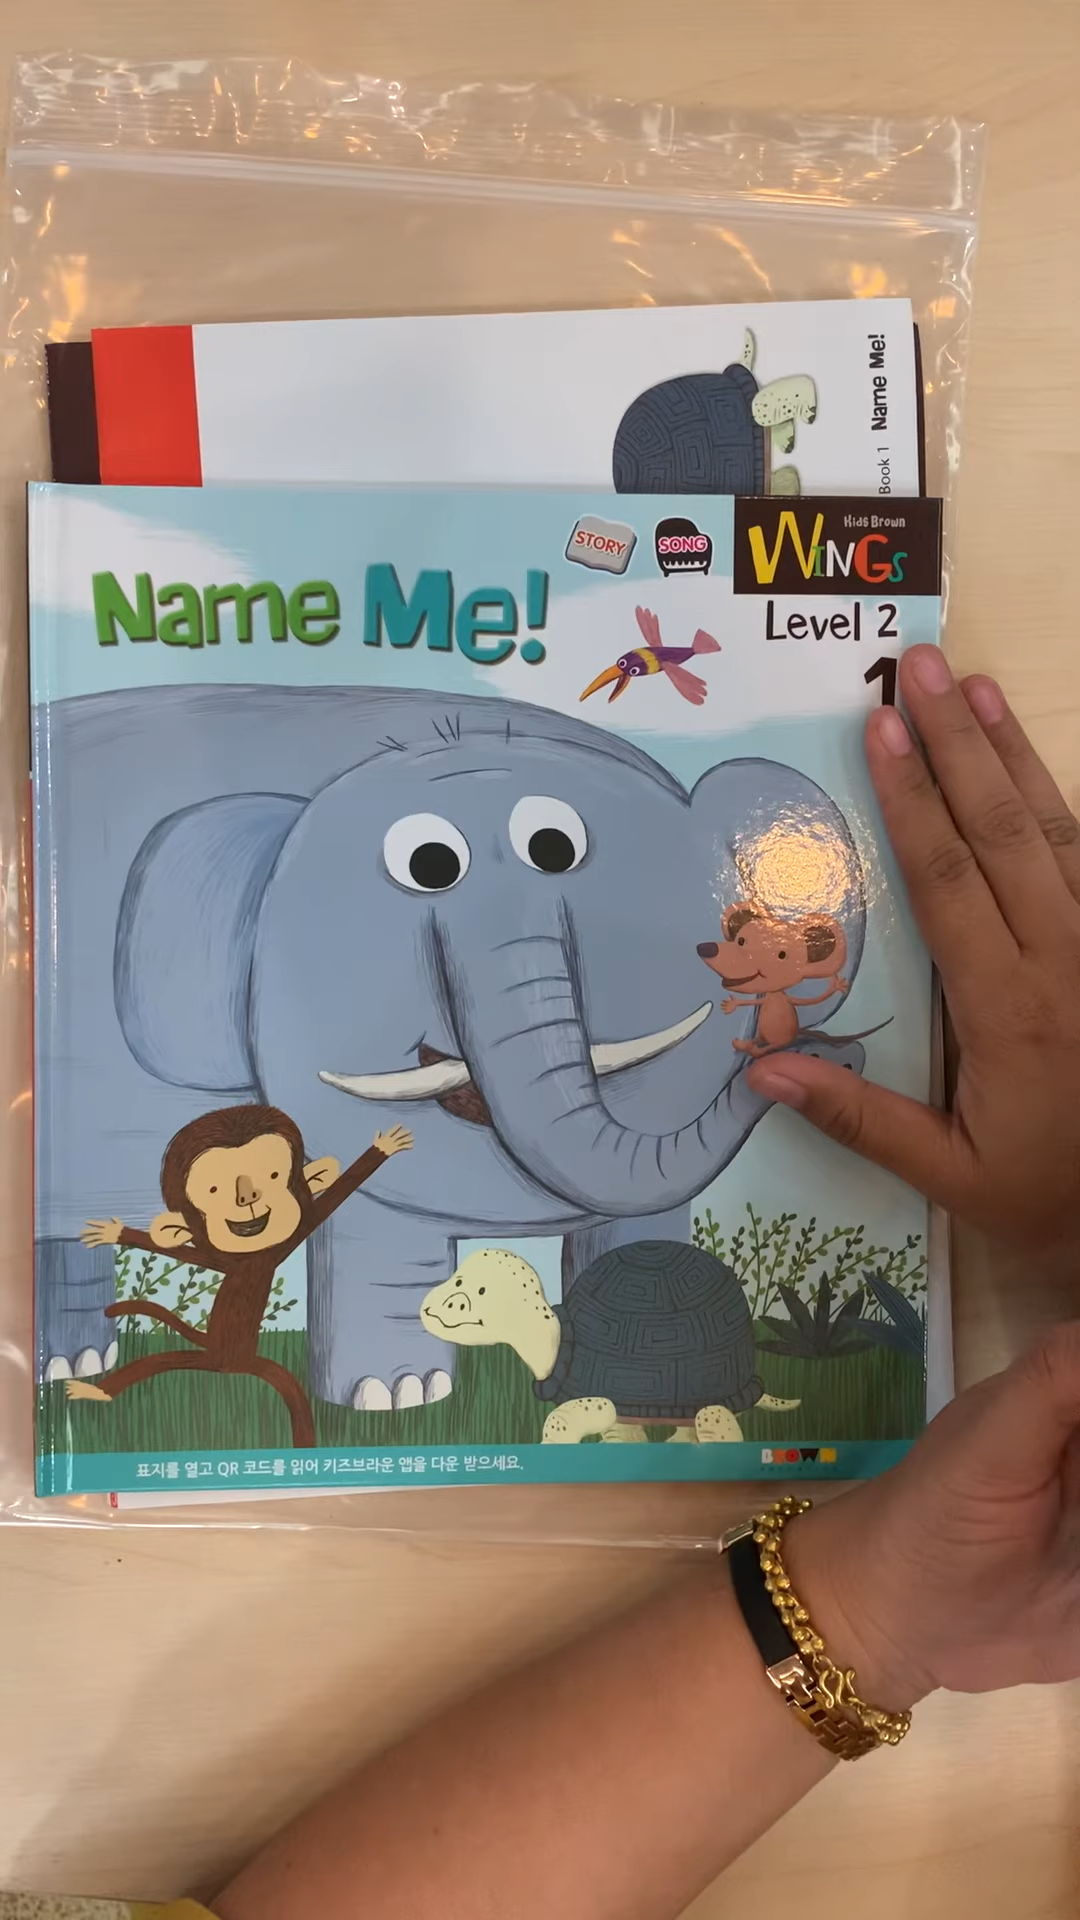 Name Me!
Book 1
STORY
SONG
Kids Brown
WINGS
Name Me!
Level 2
1
표지를 열고 QR 코드를 읽어 키즈브라운 앱을 다운 받으세요.
BROWN